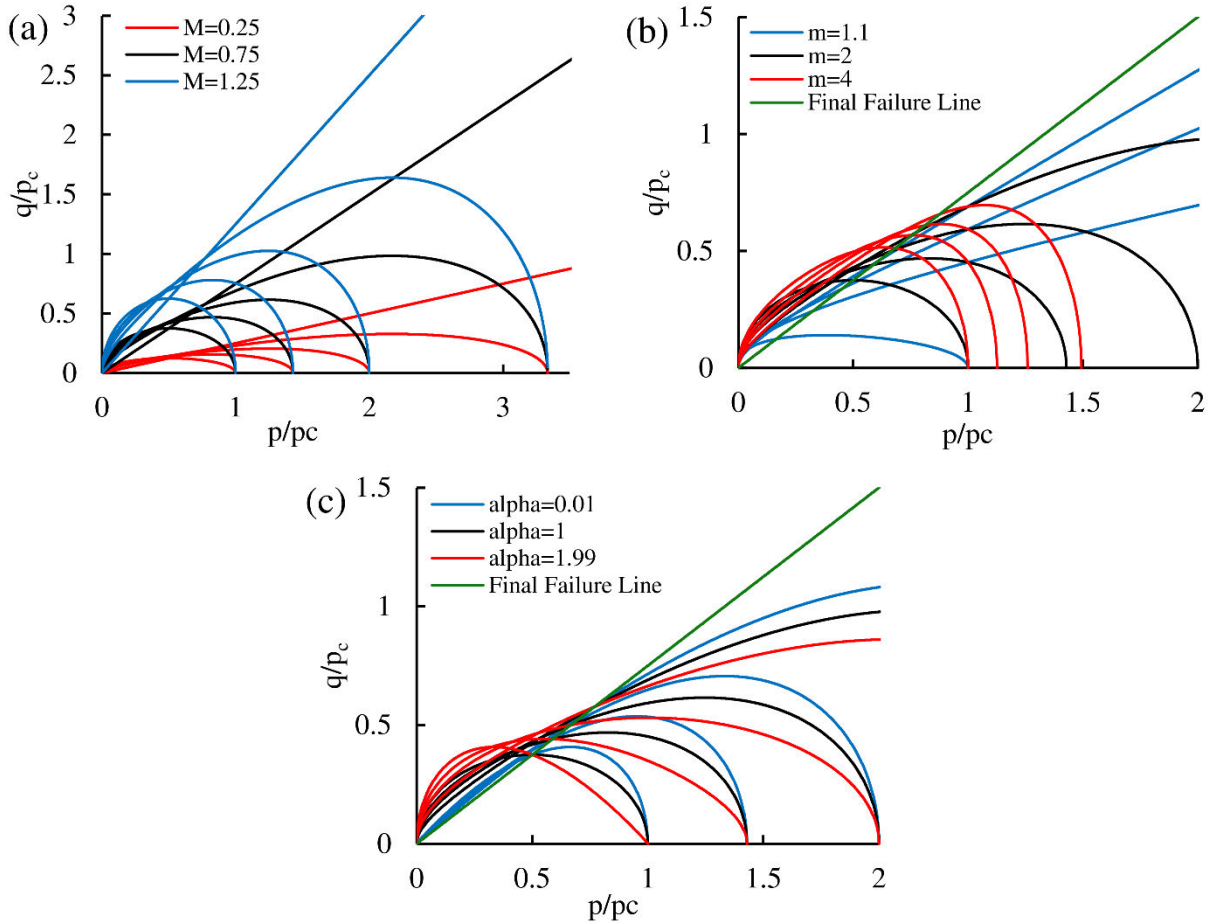 (a)
M=0.25
M=0.75
M=1.25
q/pc
3
2.5
2
1.5
1
0.5
0
0 1 2 3
p/pc
(b)
m=1.1
m=2
m=4
Final Failure Line
q/pc
1.5
1
0.5
0
0 0.5 1 1.5 2
p/pc
(c)
alpha=0.01
alpha=1
alpha=1.99
Final Failure Line
q/pc
1.5
1
0.5
0
0 0.5 1 1.5 2
p/pc